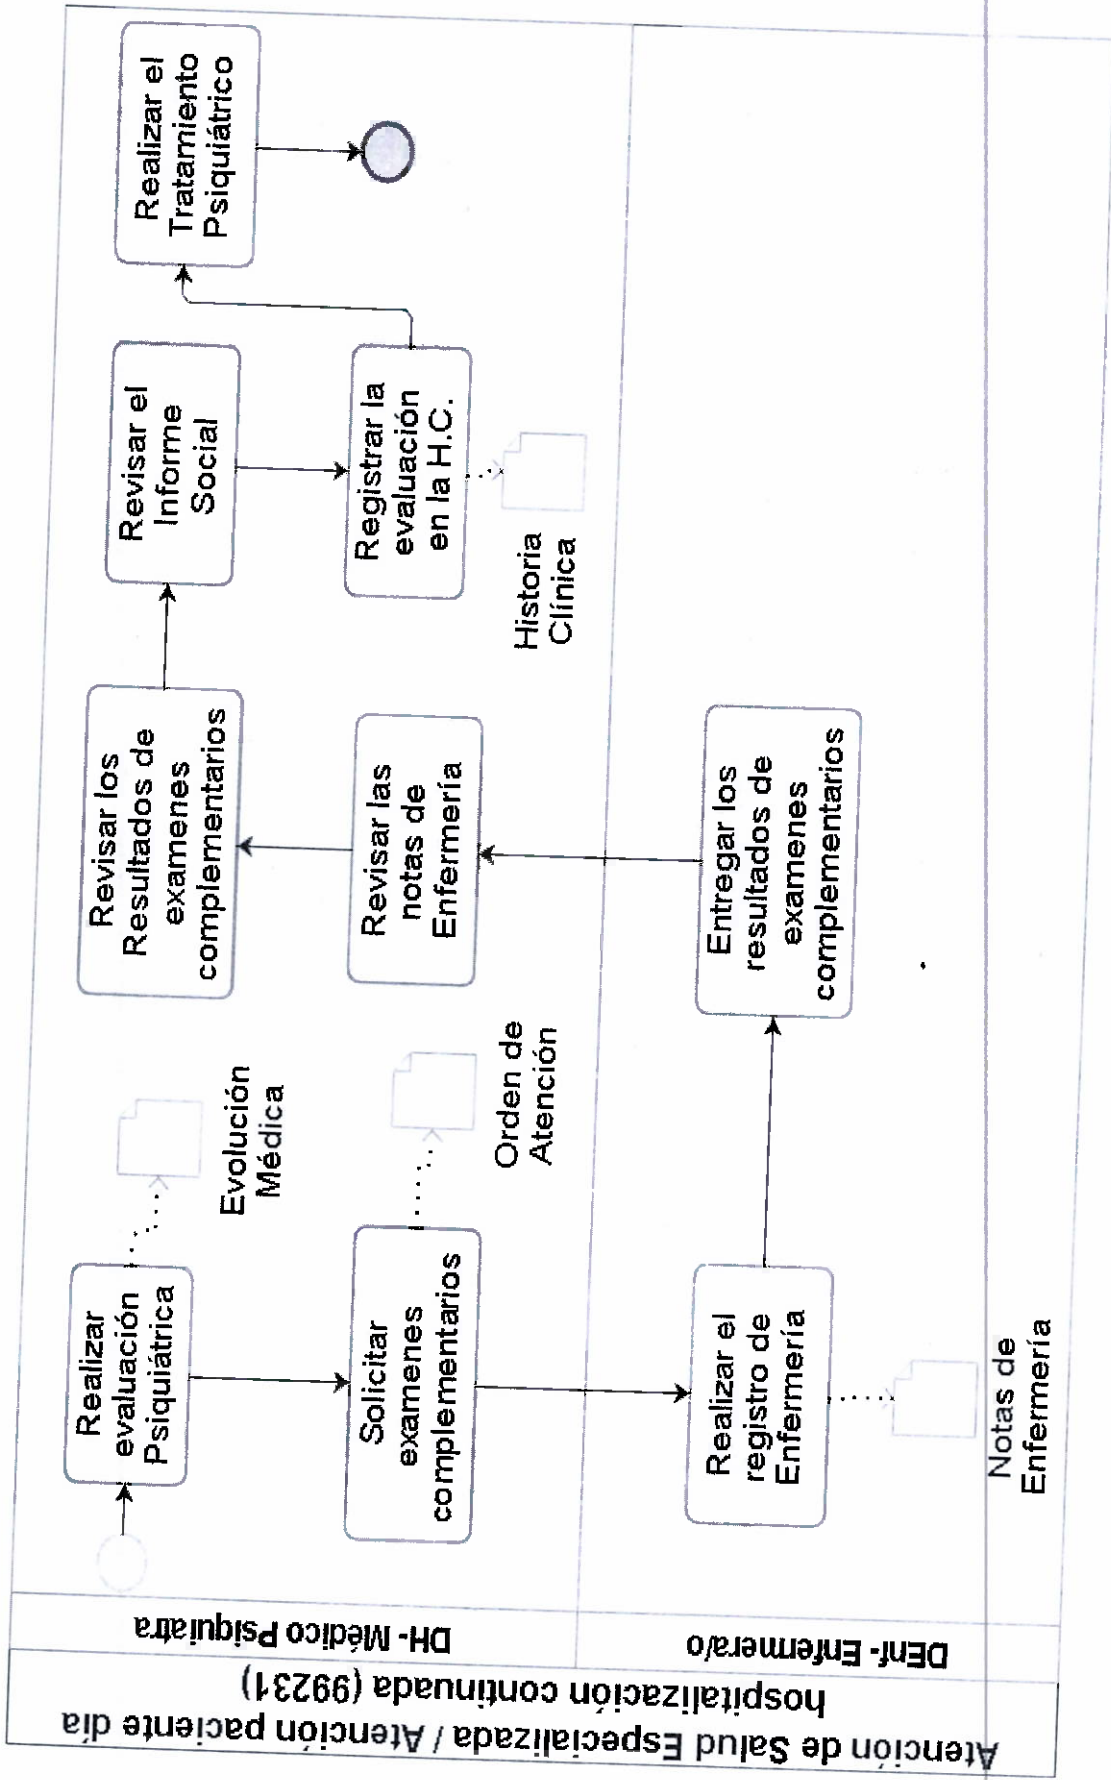 Atención de Salud Especializada / Atención paciente día
hospitalización continuada (99231)
DH- Médico Psiquiatra
Realizar
evaluación
Psiquiátrica
Evolución
Médica
Solicitar
examenes
complementarios
Orden de
Atención
DEnf- Enfermera/o
Realizar el
registro de
Enfermería
Notas de
Enfermería
Entregar los
resultados de
examenes
complementarios
Revisar las
notas de
Enfermería
Revisar los
Resultados de
examenes
complementarios
Revisar el
Informe
Social
Registrar la
evaluación
en la H.C.
Historia
Clínica
Realizar el
Tratamiento
Psiquiátrico